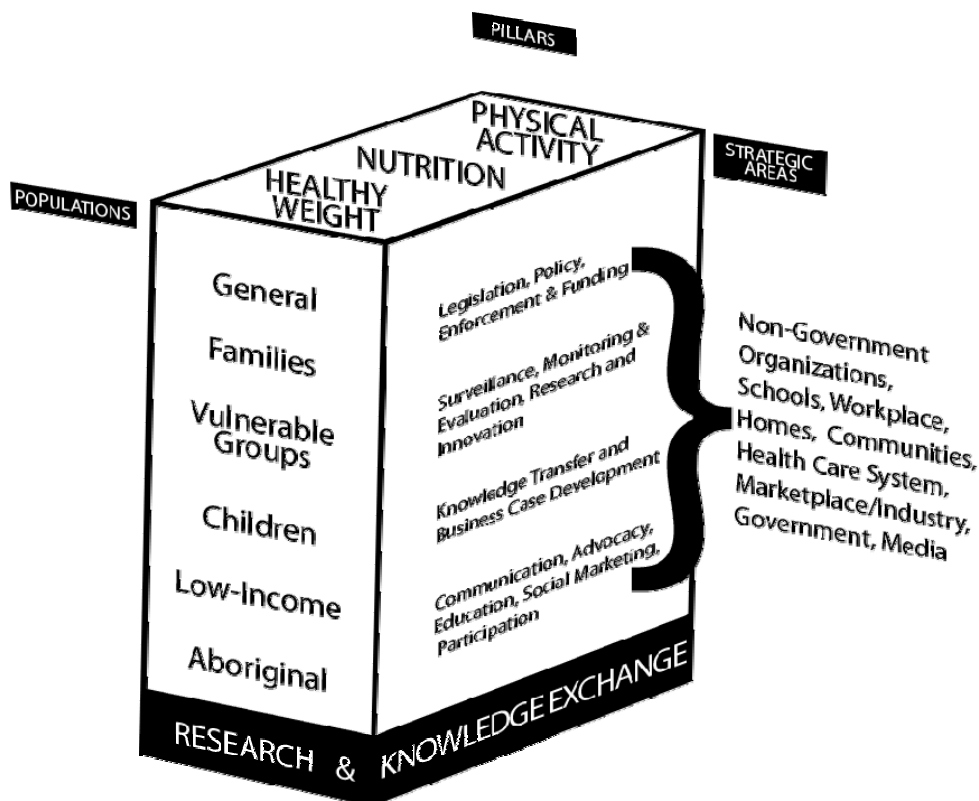 PILLARS
PHYSICAL
ACTIVITY
NUTRITION
HEALTHY
WEIGHT
STRATEGIC
AREAS
POPULATIONS
General
Families
Vulnerable
Groups
Children
Low-Income
Aboriginal
Legislation, Policy,
Enforcement & Funding
Surveillance, Monitoring &
Evaluation, Research and
Innovation
Knowledge Transfer and
Business Case Development
Communication, Advocacy,
Education, Social Marketing,
Participation
Non-Government
Organizations,
Schools, Workplace,
Homes, Communities,
Health Care System,
Marketplace/Industry,
Government, Media
RESEARCH & KNOWLEDGE EXCHANGE